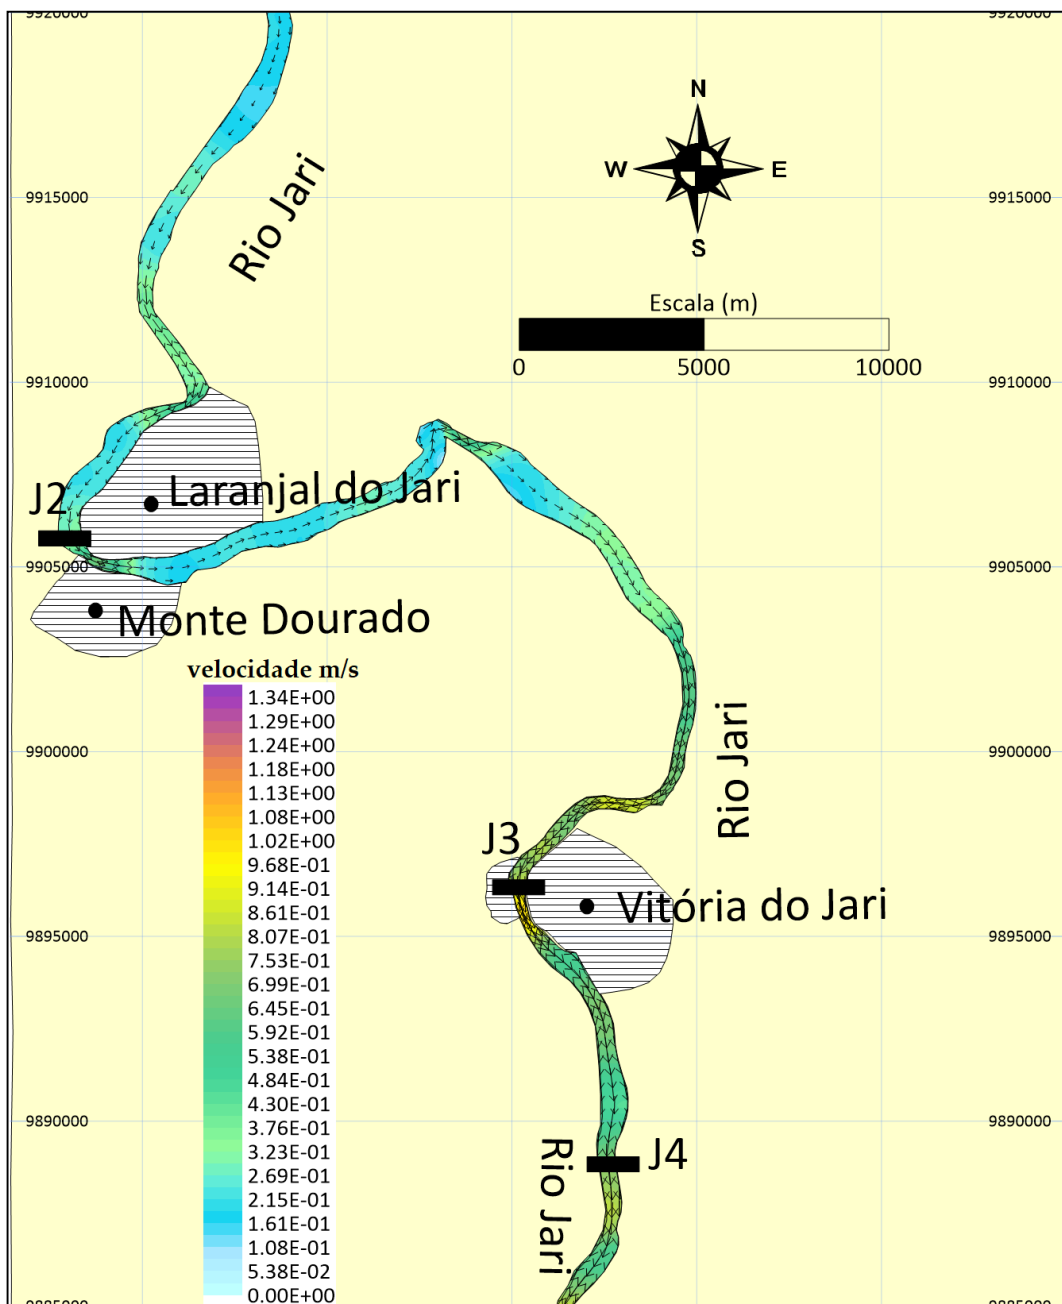 9920000 9920000
N
W E
S
Rio Jari
9915000 9915000
Escala (m)
0 5000 10000
9910000 9910000
J2
Laranjal do Jari
9905000 9905000
Monte Dourado
velocidade m/s
1.34E+00
1.29E+00
1.24E+00
1.18E+00
1.13E+00
1.08E+00
1.02E+00
9.68E-01
9.14E-01
8.61E-01
8.07E-01
7.53E-01
6.99E-01
6.45E-01
5.92E-01
5.38E-01
4.84E-01
4.30E-01
3.76E-01
3.23E-01
2.69E-01
2.15E-01
1.61E-01
1.08E-01
5.38E-02
0.00E+00
Rio Jari
9900000 9900000
J3
Vitória do Jari
9895000 9895000
9890000 9890000
J4
Rio Jari
9885000 9885000